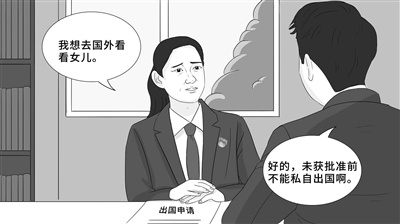 我想去国外看
看女儿。
好的，未获批准前
不能私自出国啊。
出国申请